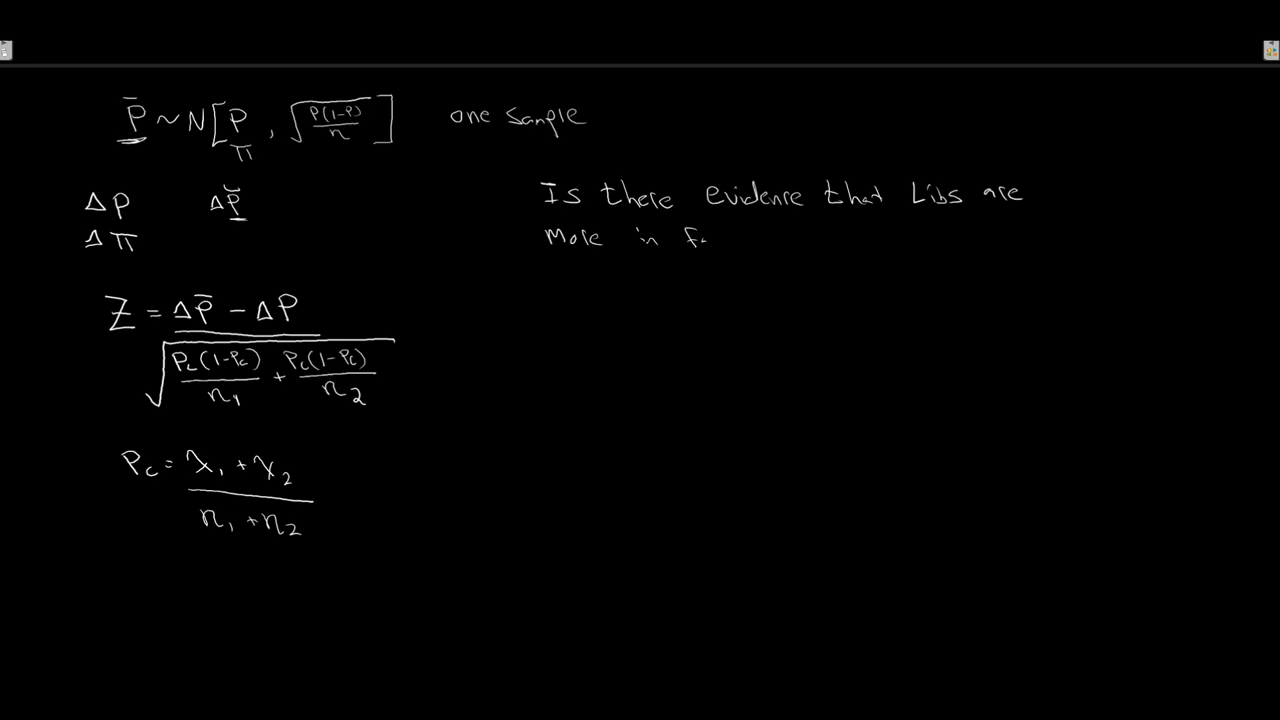 P̄ ~ N[P, √(P(1-P)/n)] one sample
π
ΔP ΔP̄
Δπ
Is there evidence that Libs are
more in fa
Z = ΔP̄ - ΔP
√(Pc(1-Pc)/n1 + Pc(1-Pc)/n2)
Pc = x1 + x2
n1 + n2